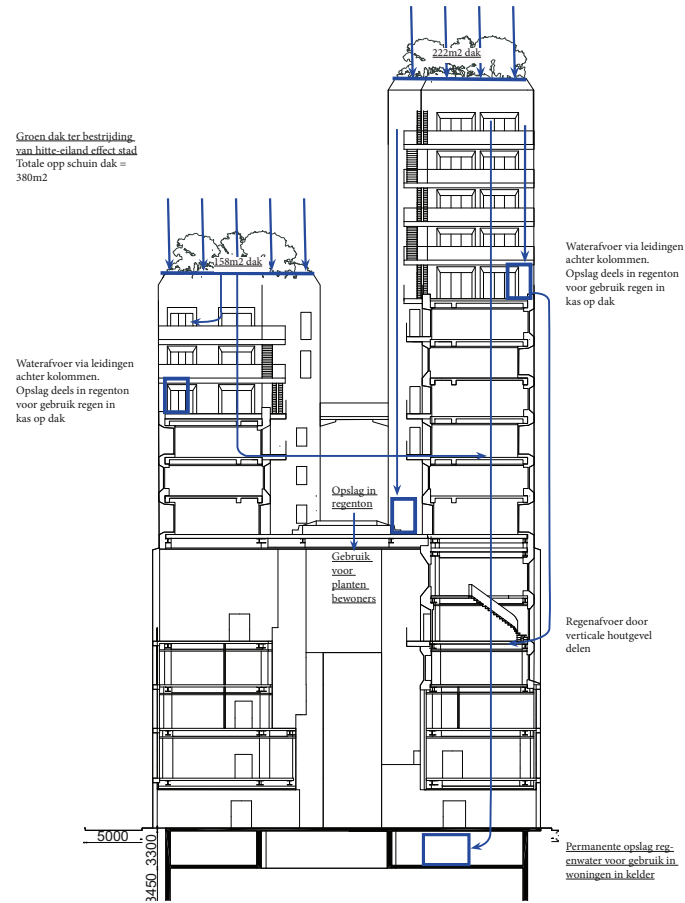 222m2 dak
Groen dak ter bestrijding
van hitte-eiland effect stad
Totale opp schuin dak =
380m2
158m2 dak
Waterafvoer via leidingen
achter kolommen.
Opslag deels in regenton
voor gebruik regen in
kas op dak
Waterafvoer via leidingen
achter kolommen.
Opslag deels in regenton
voor gebruik regen in
kas op dak
Opslag in
regenton
Gebruik
voor
planten
bewoners
Regenafvoer door
verticale houtgevel
delen
5000
3300
3450
Permanente opslag reg-
enwater voor gebruik in
woningen in kelder